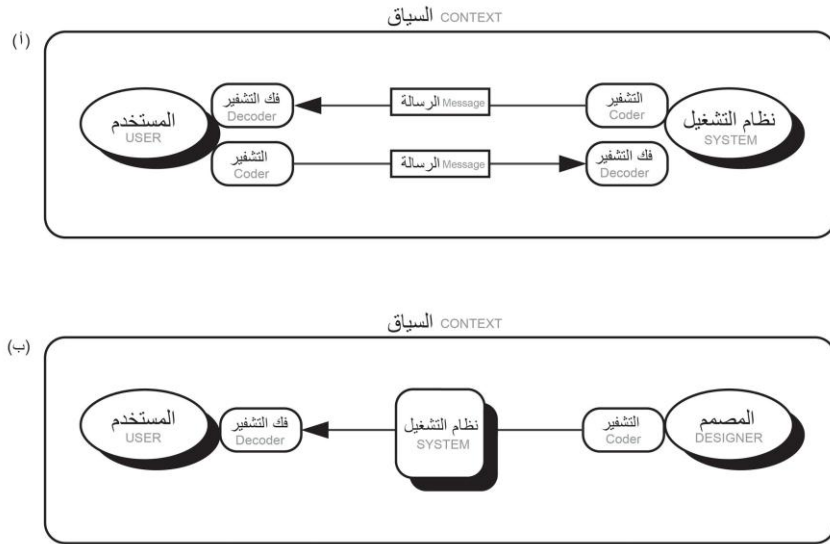 السياق CONTEXT
(أ)
نظام التشغيل
SYSTEM
التشفير
Coder
الرسالة Message
فك التشفير
Decoder
المستخدم
USER
فك التشفير
Decoder
الرسالة Message
التشفير
Coder
السياق CONTEXT
(ب)
المصمم
DESIGNER
التشفير
Coder
نظام التشغيل
SYSTEM
فك التشفير
Decoder
المستخدم
USER